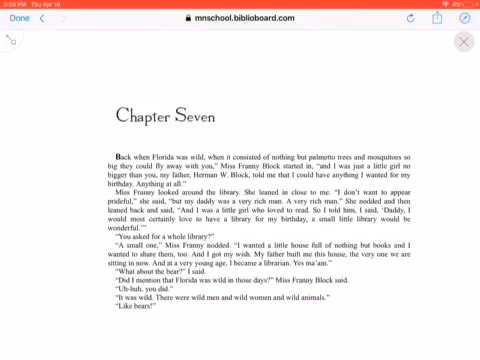 3:34 PM Thu Apr 16
4%
Done
mnschool.biblioboard.com
Chapter Seven
Back when Florida was wild, when it consisted of nothing but palmetto trees and mosquitoes so
big they could fly away with you," Miss Franny Block started in, "and I was just a little girl no
bigger than you, my father, Herman W. Block, told me that I could have anything I wanted for my
birthday. Anything at all."
Miss Franny looked around the library. She leaned in close to me. "I don't want to appear
prideful," she said, "but my daddy was a very rich man. A very rich man." She nodded and then
leaned back and said, "And I was a little girl who loved to read. So I told him, I said, 'Daddy, I
would most certainly love to have a library for my birthday, a small little library would be
wonderful.'"
"You asked for a whole library?"
"A small one," Miss Franny nodded. "I wanted a little house full of nothing but books and I
wanted to share them, too. And I got my wish. My father built me this house, the very one we are
sitting in now. And at a very young age, I became a librarian. Yes ma'am."
"What about the bear?" I said.
"Did I mention that Florida was wild in those days?" Miss Franny Block said.
"Uh-huh, you did."
"It was wild. There were wild men and wild women and wild animals."
"Like bears!"